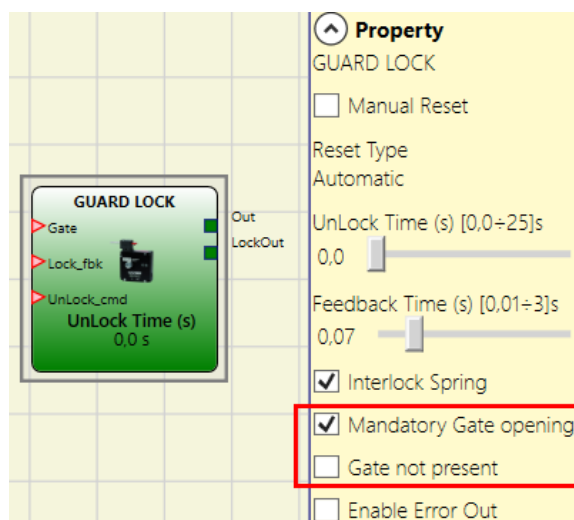 GUARD LOCK
Gate
Lock_fbk
UnLock_cmd
Out
LockOut
UnLock Time (s)
0,0 s
Property
GUARD LOCK
Manual Reset
Reset Type
Automatic
UnLock Time (s) [0,0÷25]s
0,0
Feedback Time (s) [0,01÷3]s
0,07
Interlock Spring
Mandatory Gate opening
Gate not present
Enable Error Out